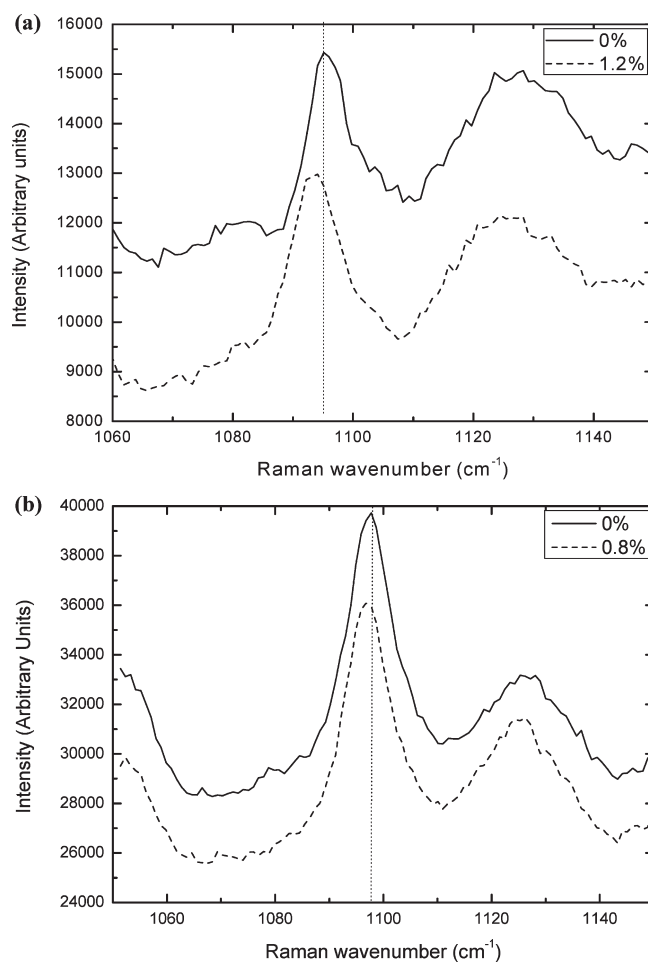 (a)
16000
15000
14000
13000
12000
11000
10000
9000
8000
Intensity (Arbitrary units)
0%
1.2%
1060 1080 1100 1120 1140
Raman wavenumber (cm⁻¹)
(b)
40000
38000
36000
34000
32000
30000
28000
26000
24000
Intensity (Arbitrary Units)
0%
0.8%
1060 1080 1100 1120 1140
Raman wavenumber (cm⁻¹)